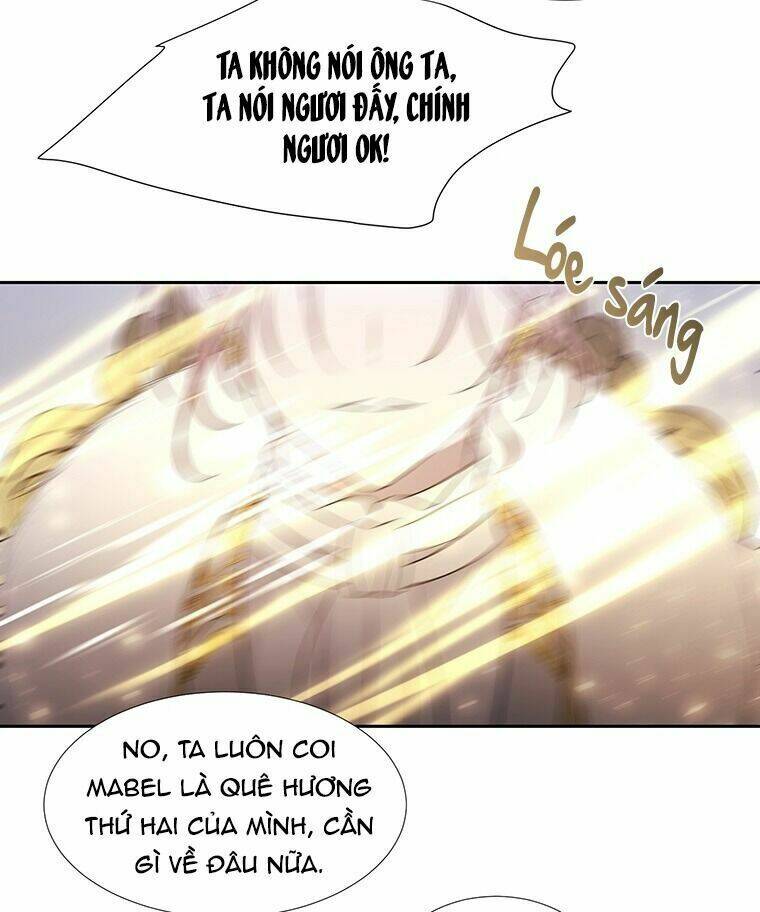 TA KHÔNG NÓI ÔNG TA,
TA NÓI NGƯƠI ĐẤY, CHÍNH
NGƯƠI OK!
Lóe sáng
NO, TA LUÔN COI
MABEL LÀ QUÊ HƯƠNG
THỨ HAI CỦA MÌNH, CẦN
GÌ VỀ ĐÂU NỮA.